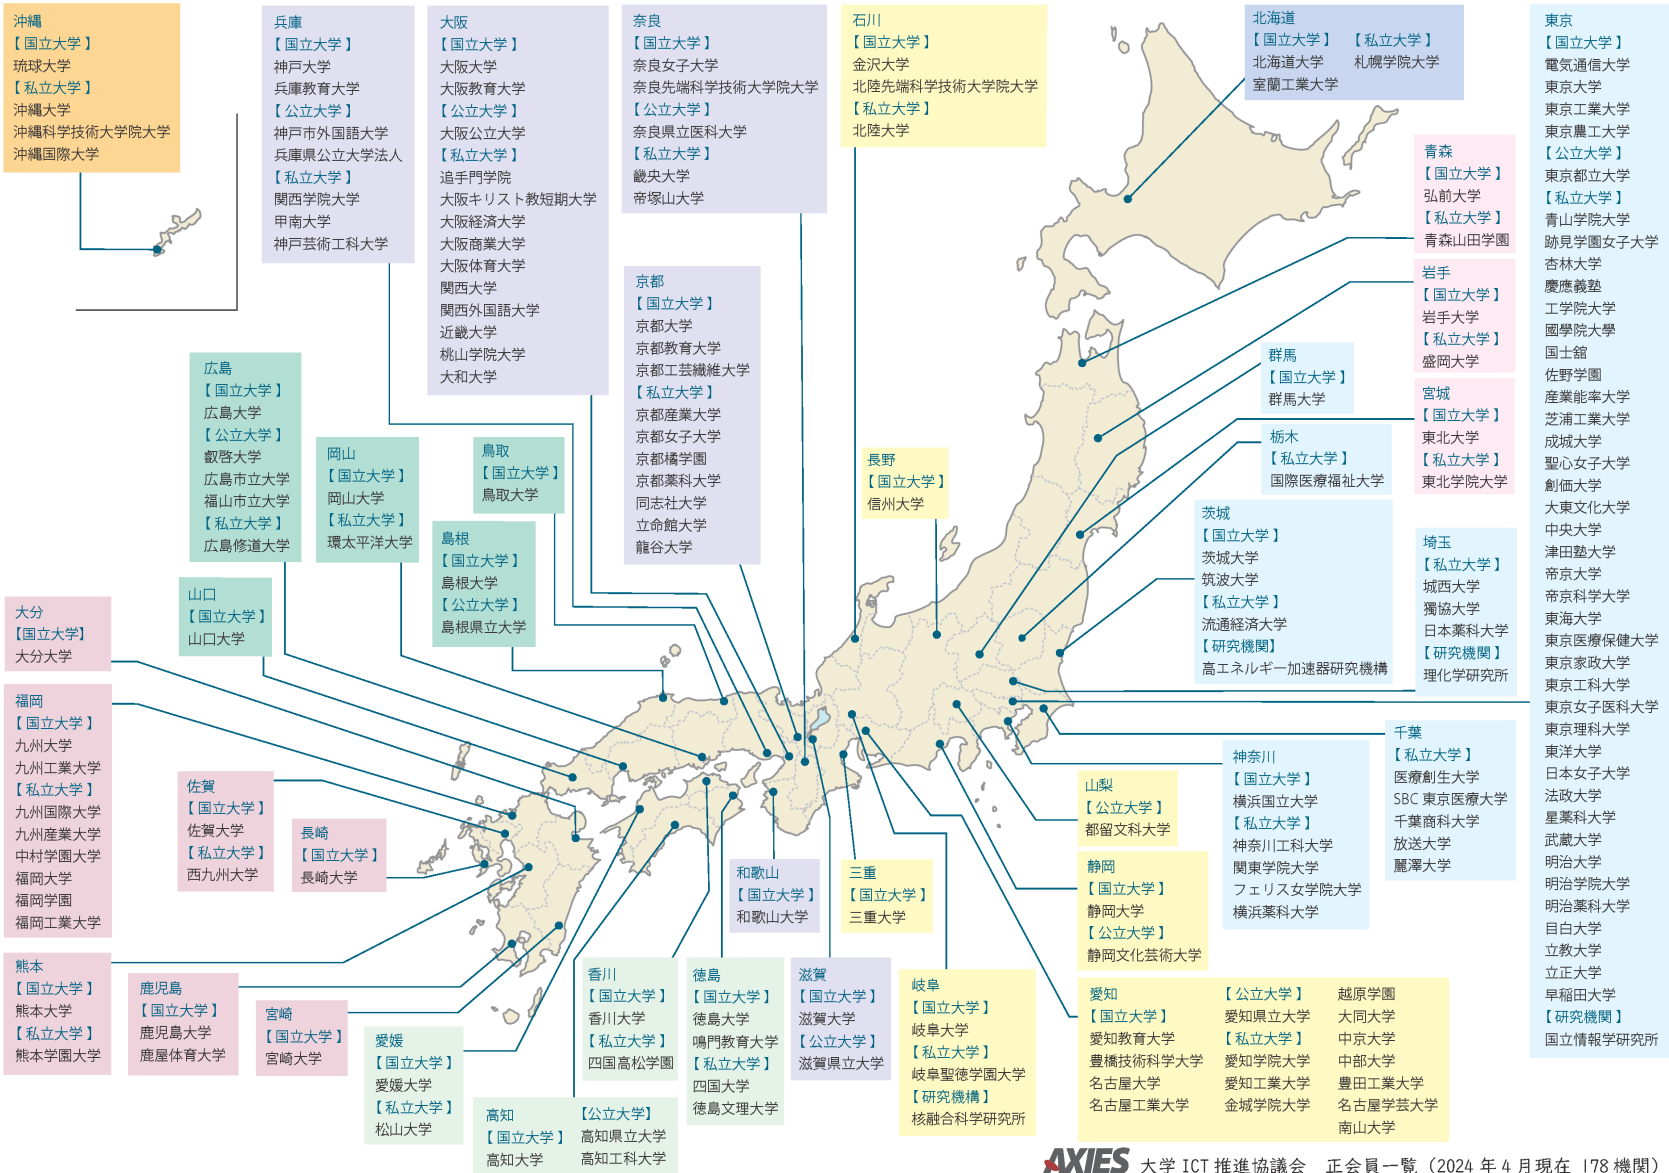 沖縄
【 国立大学 】
琉球大学
【 私立大学 】
沖縄大学
沖縄科学技術大学院大学
沖縄国際大学
兵庫
【 国立大学 】
神戸大学
兵庫教育大学
【 公立大学 】
神戸市外国語大学
兵庫県公立大学法人
【 私立大学 】
関西学院大学
甲南大学
神戸芸術工科大学
大阪
【 国立大学 】
大阪大学
大阪教育大学
【 公立大学 】
大阪公立大学
【 私立大学 】
追手門学院
大阪キリスト教短期大学
大阪経済大学
大阪商業大学
大阪体育大学
関西大学
関西外国語大学
近畿大学
桃山学院大学
大和大学
奈良
【 国立大学 】
奈良女子大学
奈良先端科学技術大学院大学
【 公立大学 】
奈良県立医科大学
【 私立大学 】
畿央大学
帝塚山大学
石川
【 国立大学 】
金沢大学
北陸先端科学技術大学院大学
【 私立大学 】
北陸大学
北海道
【 国立大学 】 【 私立大学 】
北海道大学 札幌学院大学
室蘭工業大学
青森
【 国立大学 】
弘前大学
【 私立大学 】
青森山田学園
岩手
【 国立大学 】
岩手大学
【 私立大学 】
盛岡大学
宮城
【 国立大学 】
東北大学
【 私立大学 】
東北学院大学
群馬
【 国立大学 】
群馬大学
栃木
【 私立大学 】
国際医療福祉大学
茨城
【 国立大学 】
茨城大学
筑波大学
【 私立大学 】
流通経済大学
【 研究機関 】
高エネルギー加速器研究機構
埼玉
【 私立大学 】
城西大学
獨協大学
日本薬科大学
【 研究機関 】
理化学研究所
東京
【 国立大学 】
電気通信大学
東京大学
東京工業大学
東京農工大学
【 公立大学 】
東京都立大学
【 私立大学 】
青山学院大学
跡見学園女子大学
杏林大学
慶應義塾
工学院大学
國學院大學
国士舘
佐野学園
産業能率大学
芝浦工業大学
成城大学
聖心女子大学
創価大学
大東文化大学
中央大学
津田塾大学
帝京大学
帝京科学大学
東海大学
東京医療保健大学
東京家政大学
東京工科大学
東京女子医科大学
東京理科大学
東洋大学
日本女子大学
法政大学
星薬科大学
武蔵大学
明治大学
明治学院大学
明治薬科大学
目白大学
立教大学
立正大学
早稲田大学
【 研究機関 】
国立情報学研究所
千葉
【 私立大学 】
医療創生大学
SBC 東京医療大学
千葉商科大学
放送大学
麗澤大学
神奈川
【 国立大学 】
横浜国立大学
【 私立大学 】
神奈川工科大学
関東学院大学
フェリス女学院大学
横浜薬科大学
山梨
【 公立大学 】
都留文科大学
静岡
【 国立大学 】
静岡大学
【 公立大学 】
静岡文化芸術大学
長野
【 国立大学 】
信州大学
京都
【 国立大学 】
京都大学
京都教育大学
京都工芸繊維大学
【 私立大学 】
京都産業大学
京都女子大学
京都橘学園
京都薬科大学
同志社大学
立命館大学
龍谷大学
広島
【 国立大学 】
広島大学
【 公立大学 】
叡啓大学
広島市立大学
福山市立大学
【 私立大学 】
広島修道大学
岡山
【 国立大学 】
岡山大学
【 私立大学 】
環太平洋大学
鳥取
【 国立大学 】
鳥取大学
島根
【 国立大学 】
島根大学
【 公立大学 】
島根県立大学
山口
【 国立大学 】
山口大学
大分
【国立大学】
大分大学
福岡
【 国立大学 】
九州大学
九州工業大学
【 私立大学 】
九州国際大学
九州産業大学
中村学園大学
福岡大学
福岡学園
福岡工業大学
佐賀
【 国立大学 】
佐賀大学
【 私立大学 】
西九州大学
長崎
【 国立大学 】
長崎大学
熊本
【 国立大学 】
熊本大学
【 私立大学 】
熊本学園大学
鹿児島
【 国立大学 】
鹿児島大学
鹿屋体育大学
宮崎
【 国立大学 】
宮崎大学
愛媛
【 国立大学 】
愛媛大学
【 私立大学 】
松山大学
高知 【公立大学】
【 国立大学 】 高知県立大学
高知大学 高知工科大学
香川
【 国立大学 】
香川大学
【 私立大学 】
四国高松学園
徳島
【 国立大学 】
徳島大学
鳴門教育大学
【 私立大学 】
四国大学
徳島文理大学
和歌山
【 国立大学 】
和歌山大学
滋賀
【 国立大学 】
滋賀大学
【 公立大学 】
滋賀県立大学
三重
【 国立大学 】
三重大学
岐阜
【 国立大学 】
岐阜大学
【 私立大学 】
岐阜聖徳学園大学
【 研究機構 】
核融合科学研究所
愛知 【 公立大学 】 越原学園
【 国立大学 】 愛知県立大学 大同大学
愛知教育大学 【 私立大学 】 中京大学
豊橋技術科学大学 愛知学院大学 中部大学
名古屋大学 愛知工業大学 豊田工業大学
名古屋工業大学 金城学院大学 名古屋学芸大学
南山大学
AXIES 大学 ICT 推進協議会 正会員一覧（2024 年 4 月現在 178 機関）